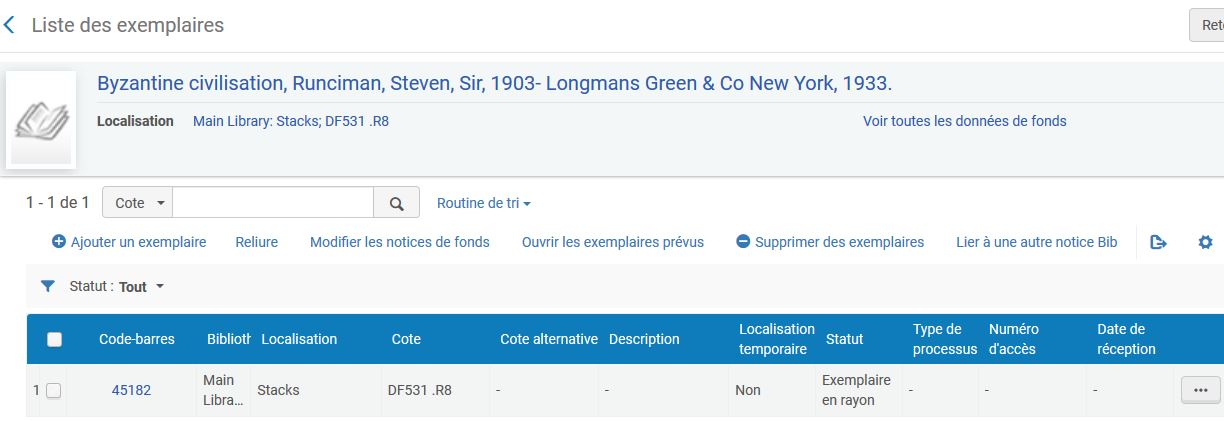 Liste des exemplaires
Byzantine civilisation, Runciman, Steven, Sir, 1903- Longmans Green & Co New York, 1933.
Localisation Main Library: Stacks; DF531 .R8 Voir toutes les données de fonds
1 - 1 de 1 Cote Routine de tri
Ajouter un exemplaire Reliure Modifier les notices de fonds Ouvrir les exemplaires prévus Supprimer des exemplaires Lier à une autre notice Bib
Statut : Tout
Code-barres Localisation Cote Cote alternative Description Localisation temporaire Statut Type de processus Numéro d'accès Date de réception
1 45182 Main Libra... Stacks DF531 .R8 - - Non Exemplaire en rayon - - -